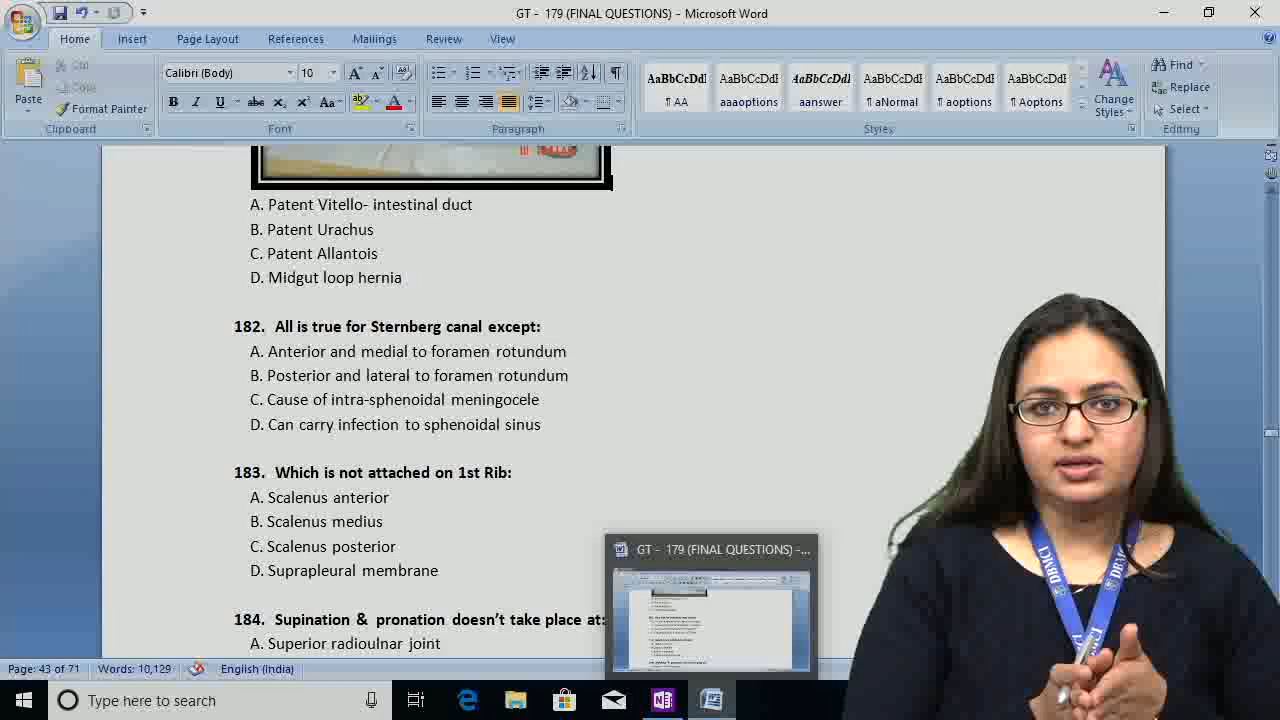 GT - 179 (FINAL QUESTIONS) - Microsoft Word
Home Insert Page Layout References Mailings Review View
Paste
Cut
Copy
Format Painter
Clipboard
Calibri (Body) 10
Font
Paragraph
AaBbCcDdI AaBbCcDdI AaBbCcDdI AaBbCcDdI AaBbCcDdI AaBbCcDdI
¶ AA aaaoptions aanswer ¶ aNormal ¶ aoptions ¶ Aoptons
Styles
Change Styles
Find
Replace
Select
Editing
A. Patent Vitello- intestinal duct
B. Patent Urachus
C. Patent Allantois
D. Midgut loop hernia
182. All is true for Sternberg canal except:
A. Anterior and medial to foramen rotundum
B. Posterior and lateral to foramen rotundum
C. Cause of intra-sphenoidal meningocele
D. Can carry infection to sphenoidal sinus
183. Which is not attached on 1st Rib:
A. Scalenus anterior
B. Scalenus medius
C. Scalenus posterior
D. Suprapleural membrane
184. Supination & pronation doesn't take place at:
A. Superior radioulnar joint
GT - 179 (FINAL QUESTIONS) -...
Page: 43 of 71 Words: 10,129 English (India)
Type here to search